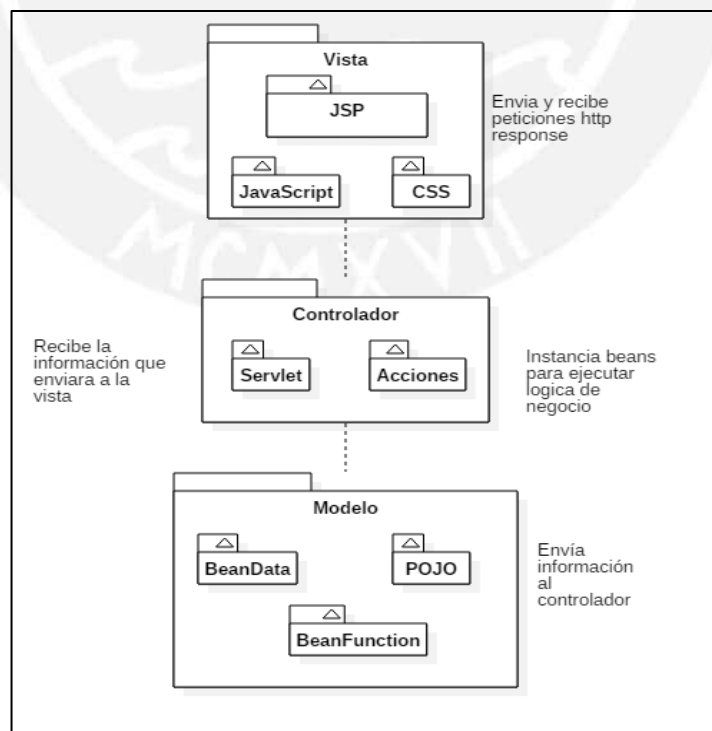 Vista
JSP
Envia y recibe
peticiones http
response
JavaScript
CSS
MCMXVII
Controlador
Recibe la
información que
enviara a la
vista
Servlet
Acciones
Instancia beans
para ejecutar
logica de
negocio
Modelo
BeanData
POJO
Envía
información
al
controlador
BeanFunction